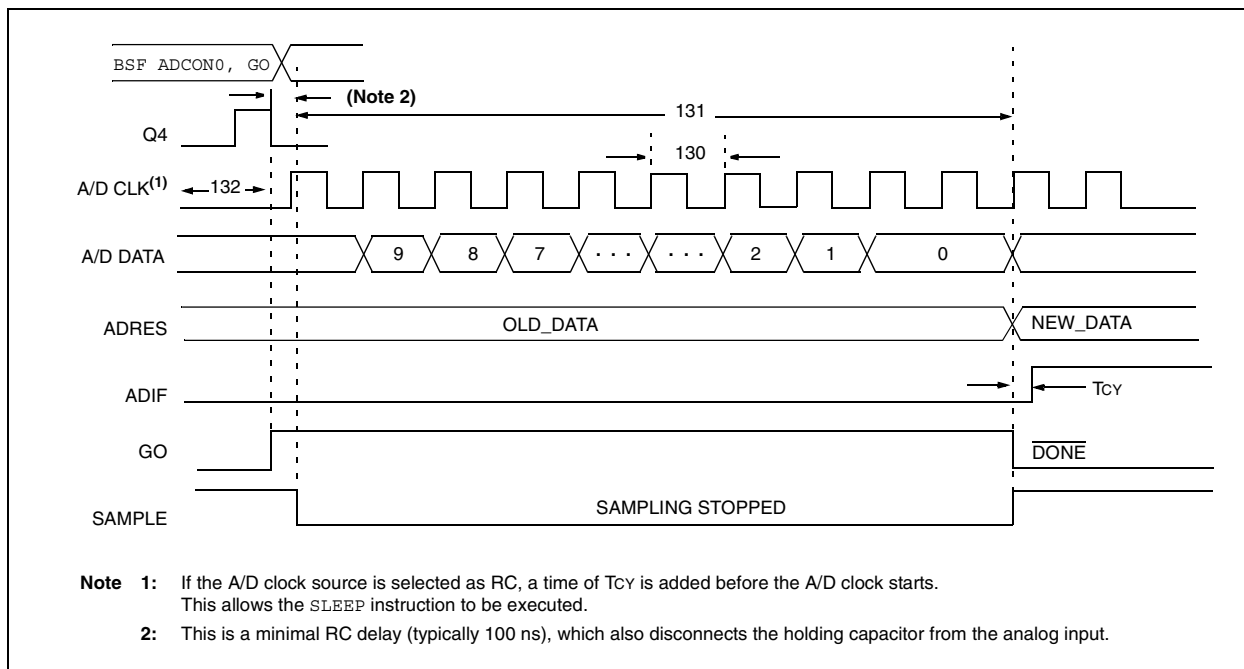 BSF ADCON0, GO
(Note 2)
131
Q4
130
A/D CLK(1)
132
A/D DATA
9 8 7 . . . . . . 2 1 0
ADRES
OLD_DATA
NEW_DATA
ADIF
TCY
GO
DONE
SAMPLE
SAMPLING STOPPED
Note 1: If the A/D clock source is selected as RC, a time of TCY is added before the A/D clock starts.
This allows the SLEEP instruction to be executed.
2: This is a minimal RC delay (typically 100 ns), which also disconnects the holding capacitor from the analog input.